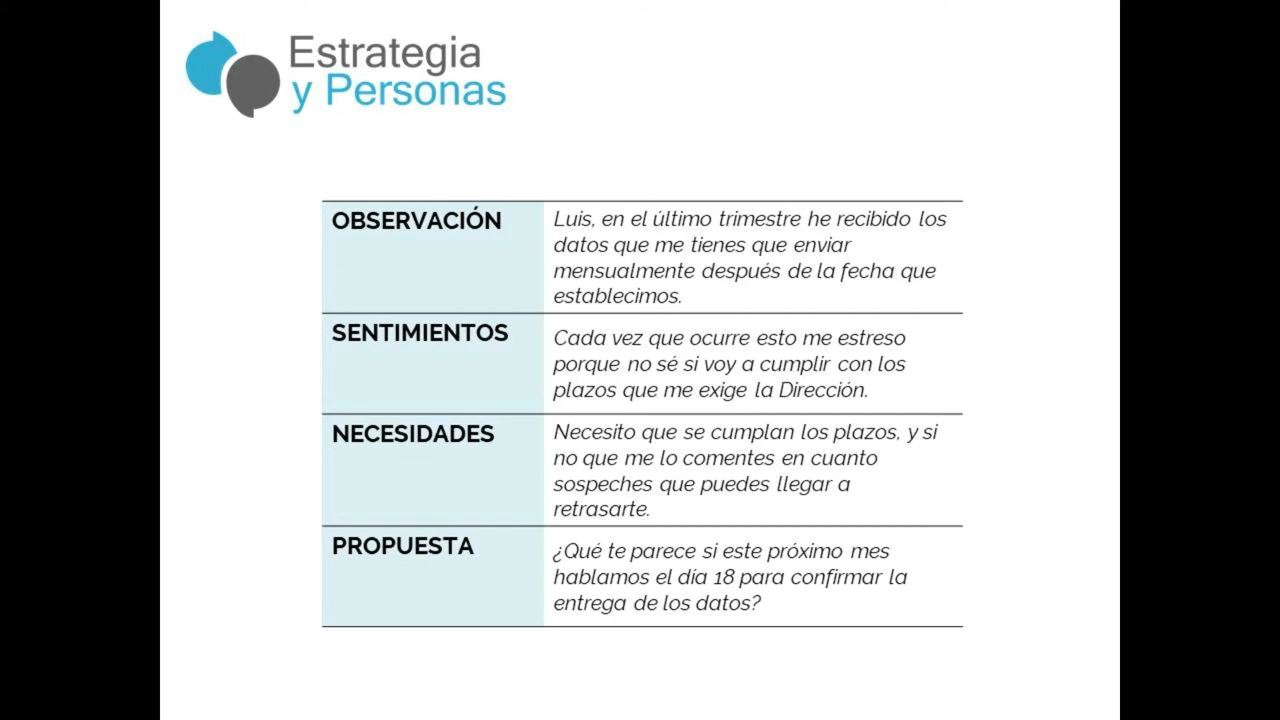 Estrategia
y Personas
OBSERVACIÓN
Luis, en el último trimestre he recibido los
datos que me tienes que enviar
mensualmente después de la fecha que
establecimos.
SENTIMIENTOS
Cada vez que ocurre esto me estreso
porque no sé si voy a cumplir con los
plazos que me exige la Dirección.
NECESIDADES
Necesito que se cumplan los plazos, y si
no que me lo comentes en cuanto
sospeches que puedes llegar a
retrasarte.
PROPUESTA
¿Qué te parece si este próximo mes
hablamos el día 18 para confirmar la
entrega de los datos?